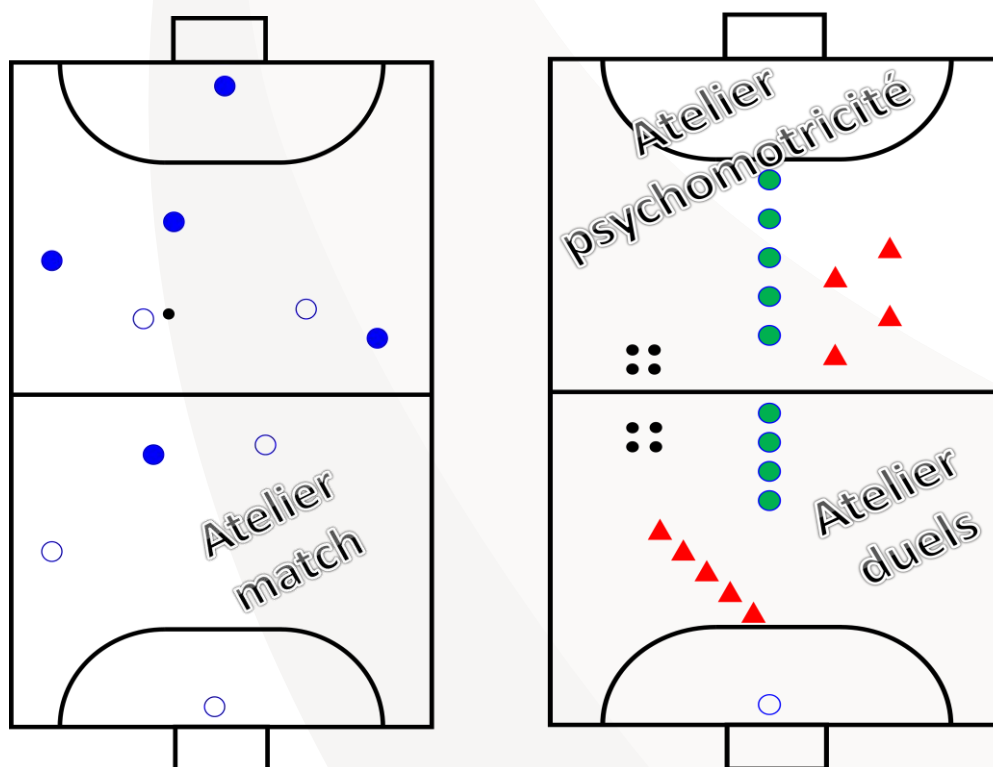 Atelier
match
Atelier
psychomotricité
Atelier
duels